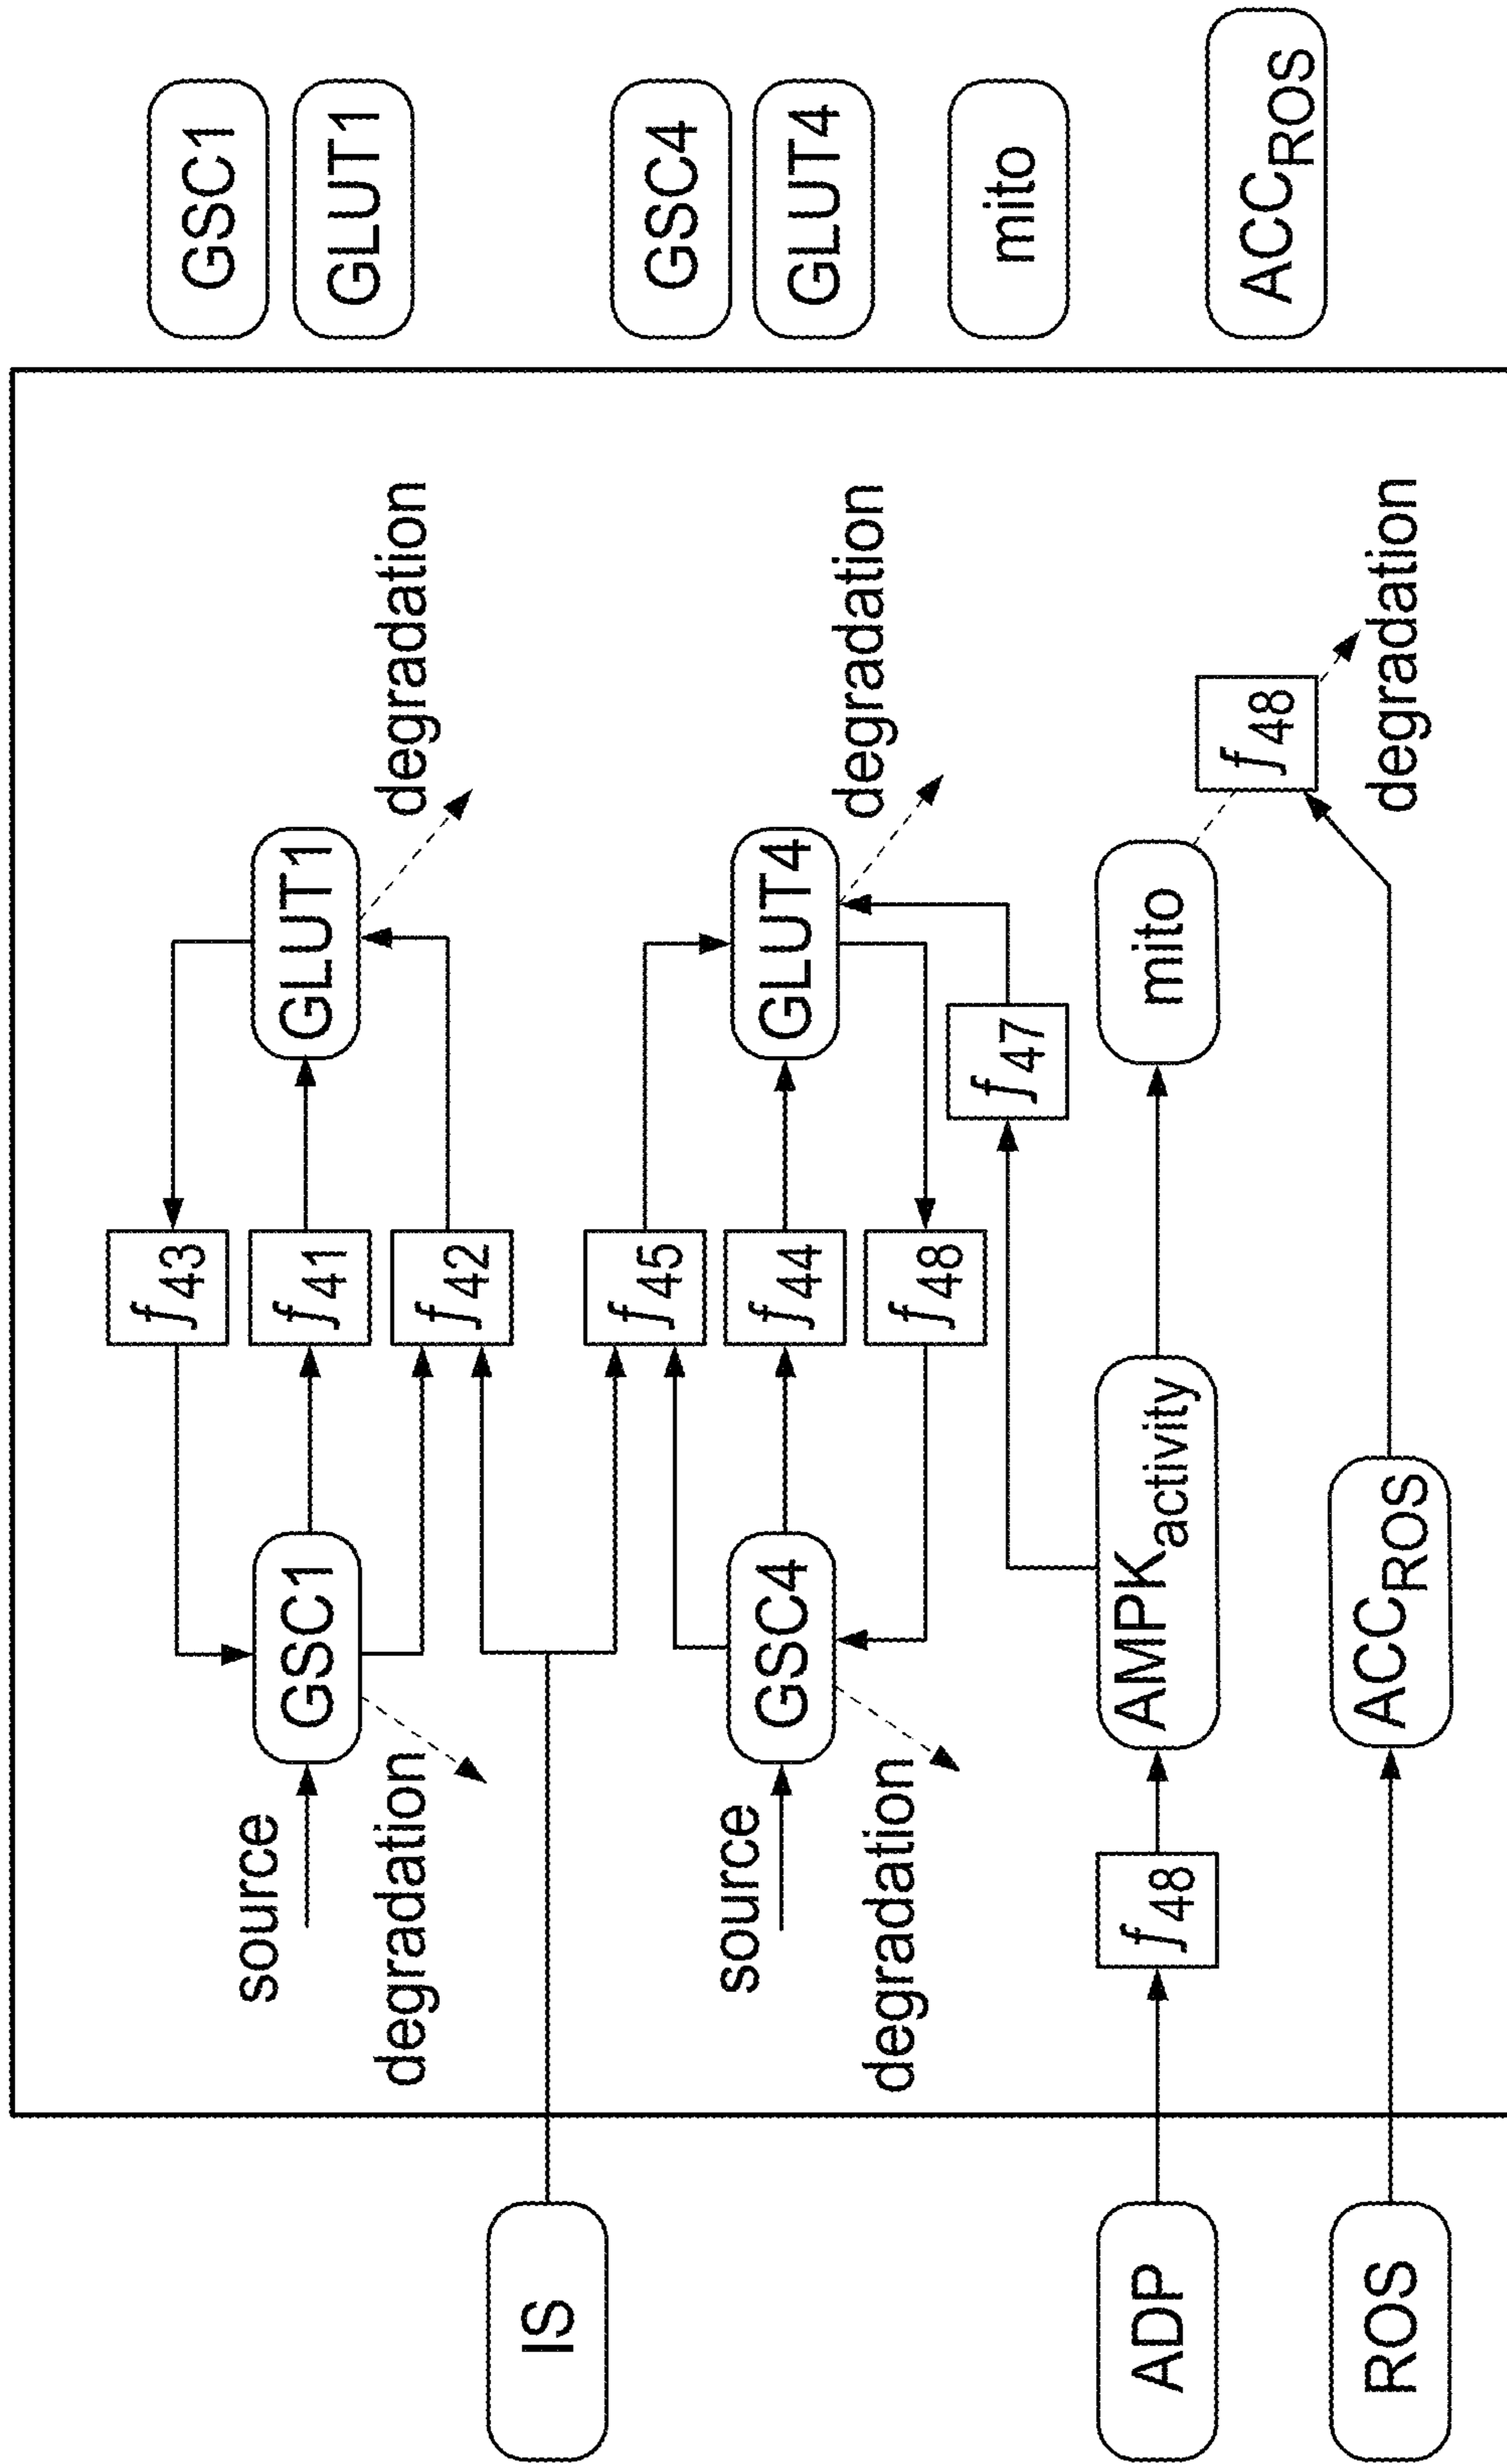 IS
ADP
ROS
source
GSC1
degradation
f43
f41
f42
GLUT1
degradation
source
GSC4
degradation
f45
f44
f48
GLUT4
degradation
f47
f48
AMPKactivity
mito
f48
degradation
ACCROS
GSC1
GLUT1
GSC4
GLUT4
mito
ACCROS